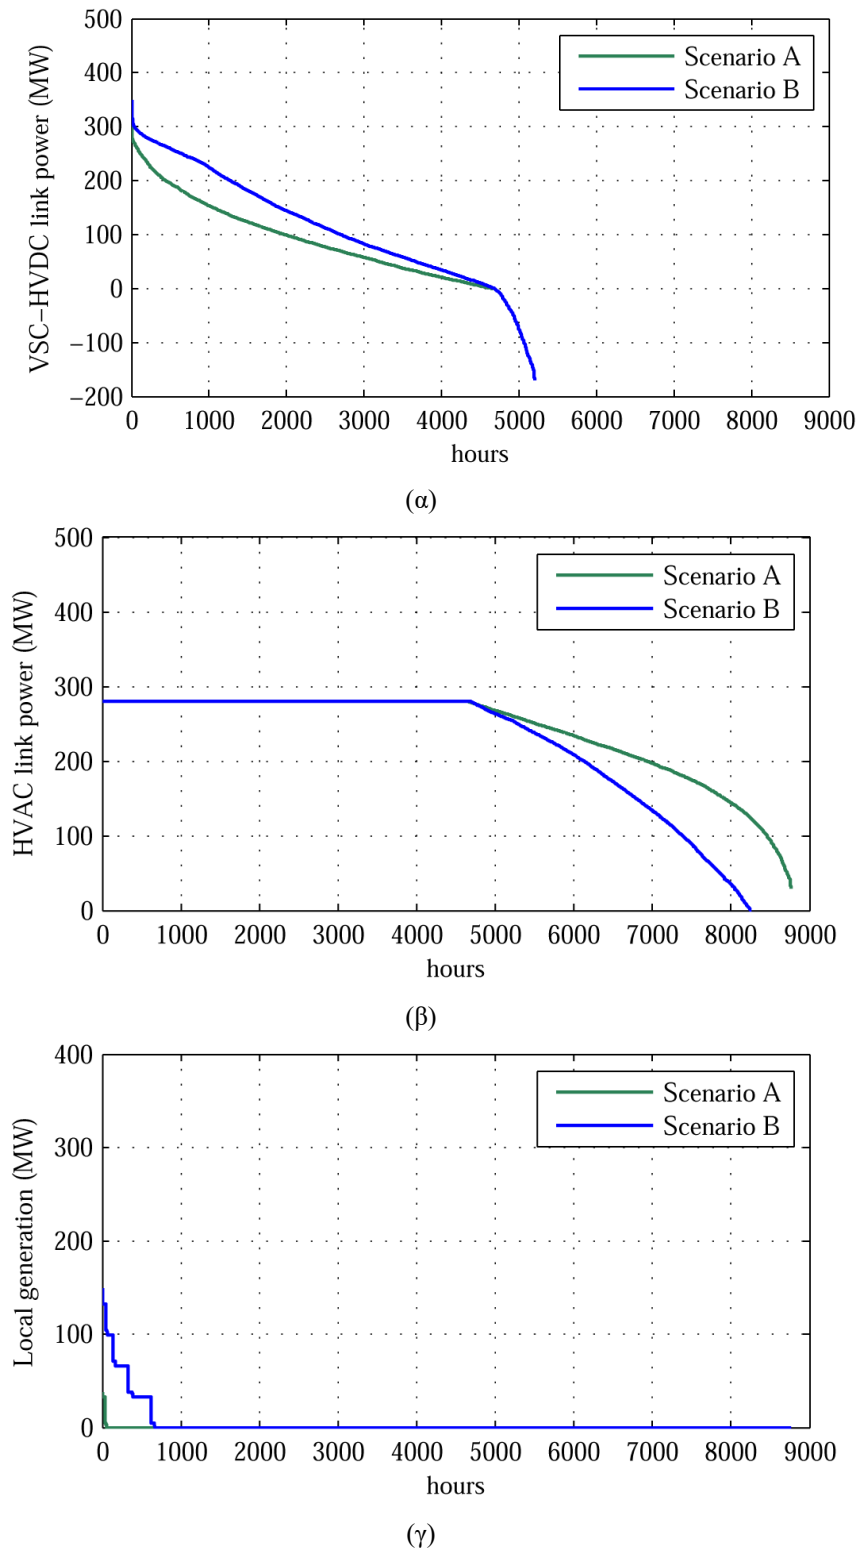 500
400
300
200
100
0
−100
−200
VSC−HVDC link power (MW)
Scenario A
Scenario B
0 1000 2000 3000 4000 5000 6000 7000 8000 9000
hours
(α)
500
400
300
200
100
0
HVAC link power (MW)
Scenario A
Scenario B
0 1000 2000 3000 4000 5000 6000 7000 8000 9000
hours
(β)
400
300
200
100
0
Local generation (MW)
Scenario A
Scenario B
0 1000 2000 3000 4000 5000 6000 7000 8000 9000
hours
(γ)